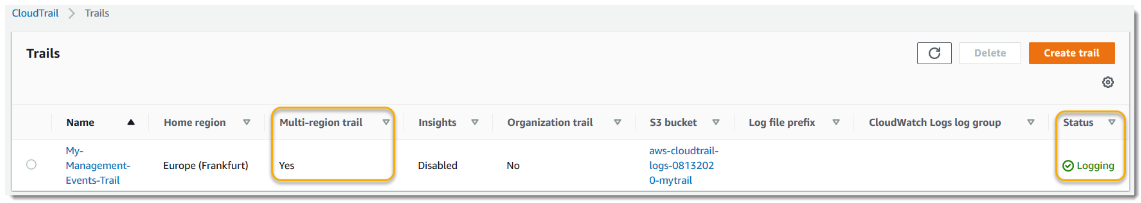 CloudTrail > Trails
Trails
Delete
Create trail
Name
Home region
Multi-region trail
Insights
Organization trail
S3 bucket
Log file prefix
CloudWatch Logs log group
Status
My-
Management-
Events-Trail
Europe (Frankfurt)
Yes
Disabled
No
aws-cloudtrail-
logs-0813202
0-mytrail
Logging